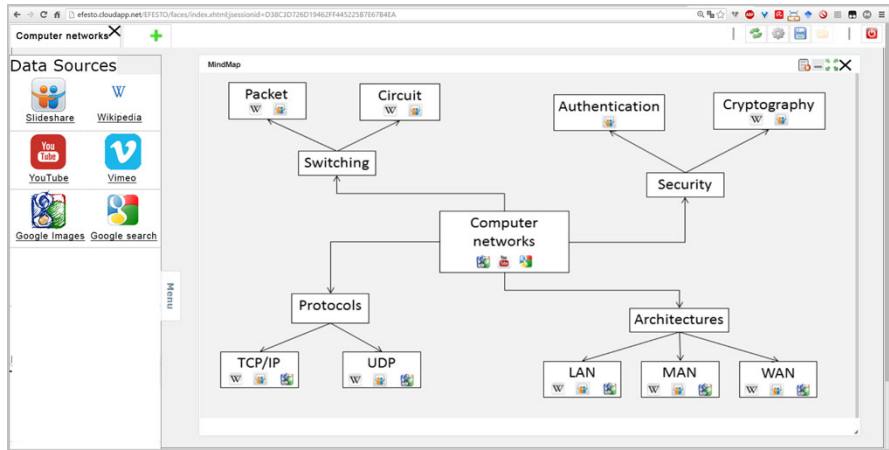 efesto.cloudapp.net/EFESTO/faces/index.xhtml;jsessionid=D38C3D726D19462FF445225B7E67B4EA
Computer networks
Data Sources
Slideshare
Wikipedia
You
Tube
YouTube
Vimeo
Google Images
Google search
Menu
MindMap
Packet
Circuit
Authentication
Cryptography
Switching
Security
Computer
networks
Protocols
Architectures
TCP/IP
UDP
LAN
MAN
WAN